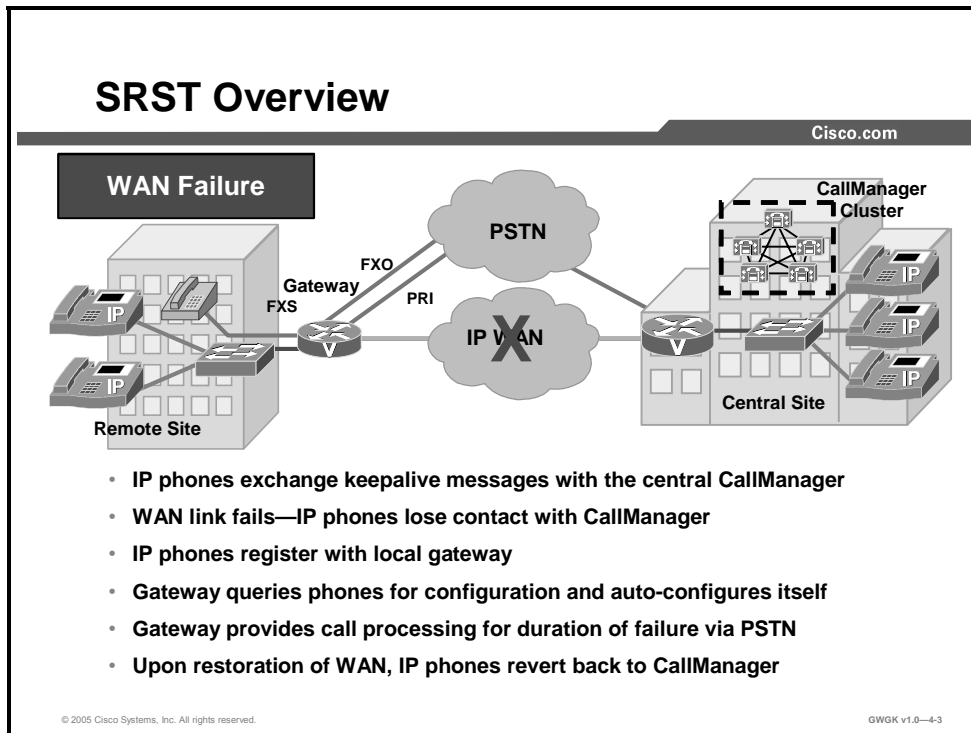 SRST Overview
Cisco.com
WAN Failure
CallManager
Cluster
PSTN
FXO
Gateway
FXS
PRI
IP WAN
X
IP
IP
V
V
IP
IP
IP
Central Site
Remote Site
• IP phones exchange keepalive messages with the central CallManager
• WAN link fails—IP phones lose contact with CallManager
• IP phones register with local gateway
• Gateway queries phones for configuration and auto-configures itself
• Gateway provides call processing for duration of failure via PSTN
• Upon restoration of WAN, IP phones revert back to CallManager
© 2005 Cisco Systems, Inc. All rights reserved.
GWGK v1.0—4-3